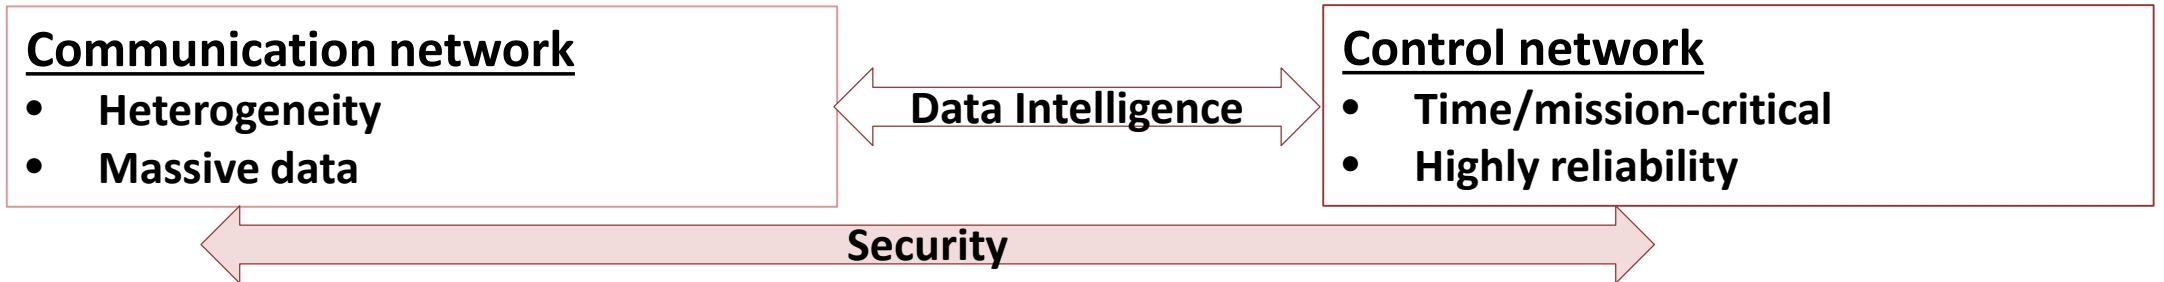 Communication network
• Heterogeneity
• Massive data
Data Intelligence
Control network
• Time/mission-critical
• Highly reliability
Security